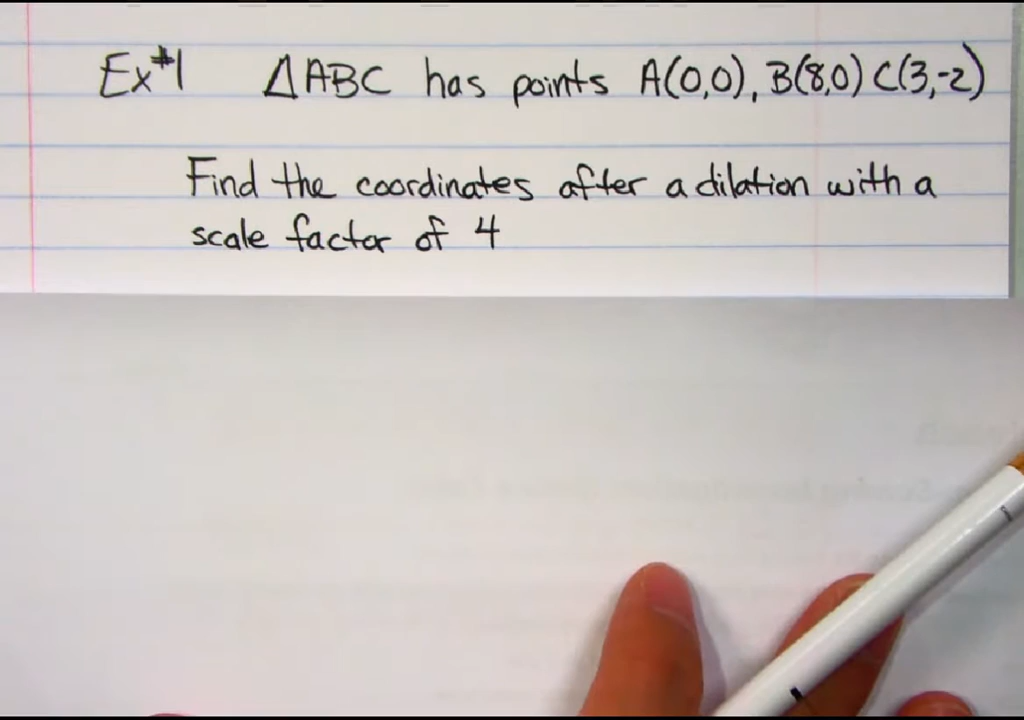 Ex#1 △ABC has points A(0,0), B(8,0) C(3,-2)
Find the coordinates after a dilation with a
scale factor of 4